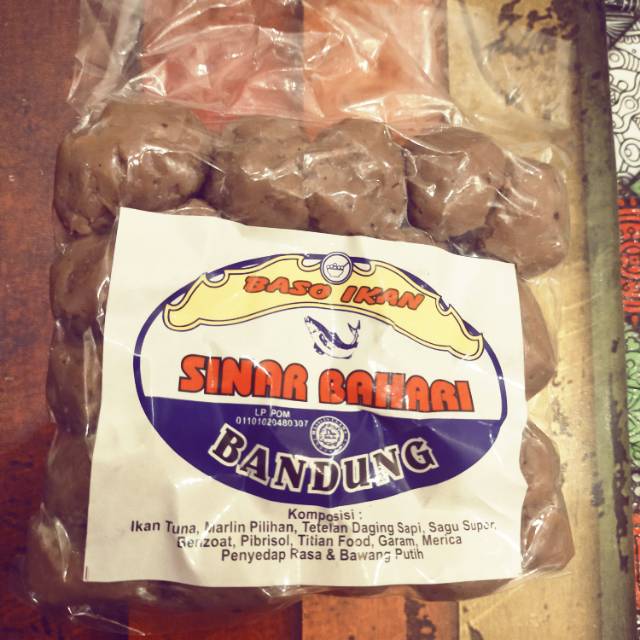 BASO IKAN
SINAR BAHARI
LP. POM
01101620480307
BANDUNG
Komposisi :
Ikan Tuna, Marlin Pilihan, Tetelan Daging Sapi, Sagu Super,
Benzoat, Pibrisol, Titian Food, Garam, Merica
Penyedap Rasa & Bawang Putih